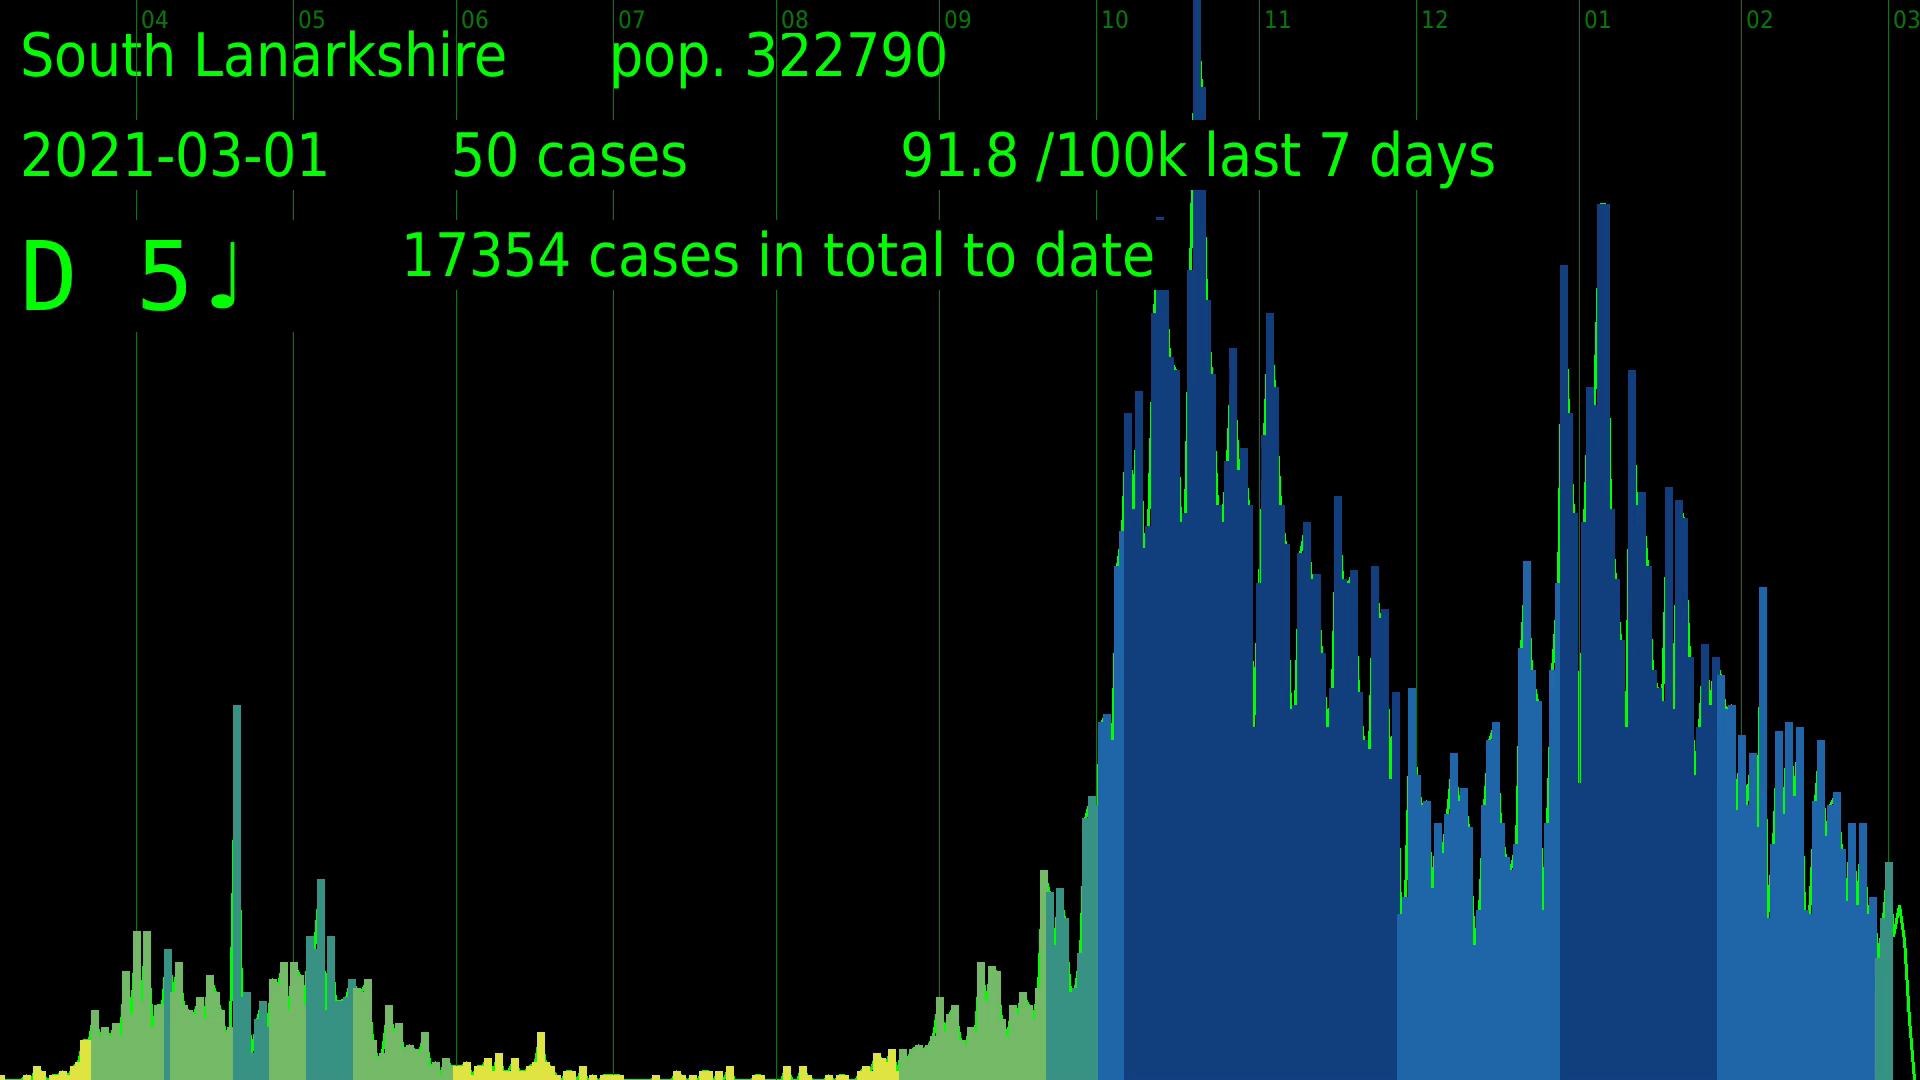 04 05 06 07 08 09 10 11 12 01 02 03
South Lanarkshire pop. 322790
2021-03-01 50 cases 91.8 /100k last 7 days
D 5♩ 17354 cases in total to date